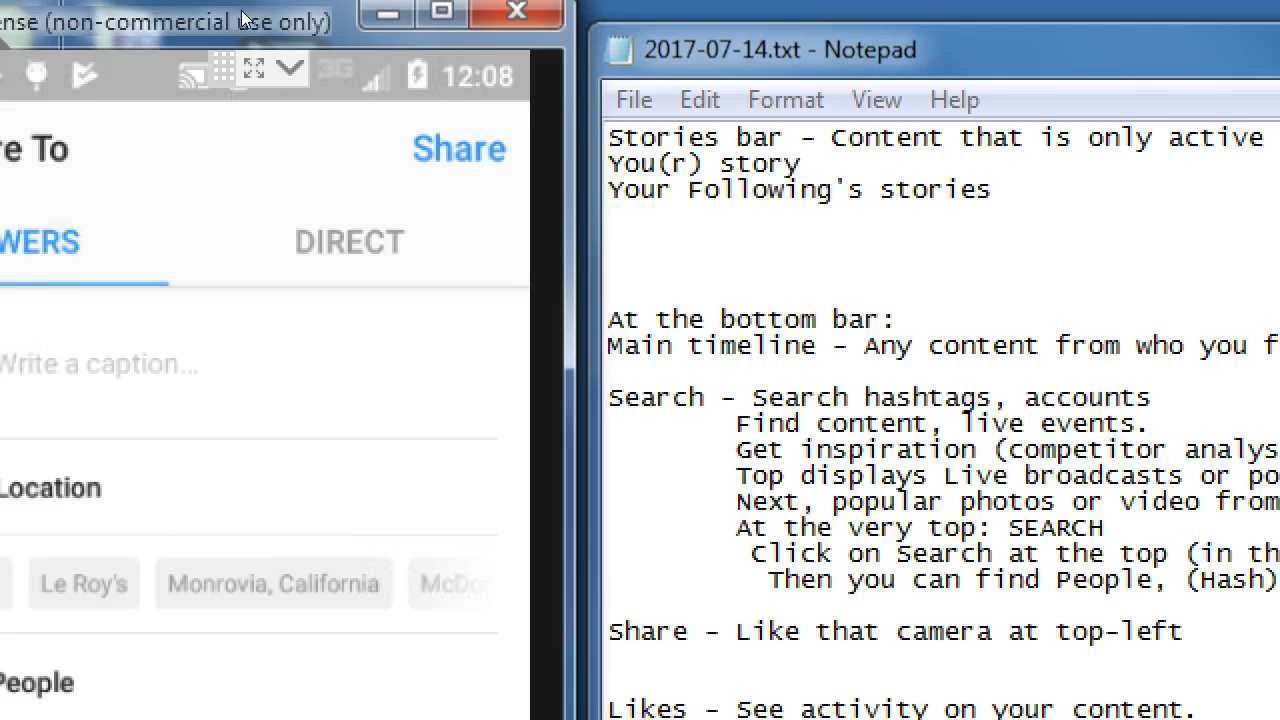 (non-commercial use only)
12:08
To
Share
DIRECT
Write a caption...
Location
Le Roy's
Monrovia, California
People
2017-07-14.txt - Notepad
File Edit Format View Help
Stories bar - Content that is only active
You(r) story
Your Following's stories
At the bottom bar:
Main timeline - Any content from who you f
Search - Search hashtags, accounts
Find content, live events.
Get inspiration (competitor analys
Top displays Live broadcasts or po
Next, popular photos or video from
At the very top: SEARCH
Click on Search at the top (in th
Then you can find People, (Hash)
Share - Like that camera at top-left
Likes - See activity on your content.